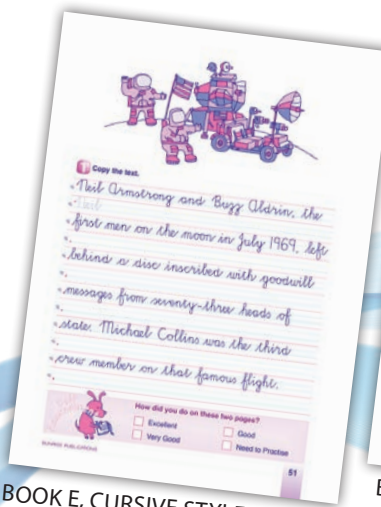 1 Copy the text.
Neil Armstrong and Buzz Aldrin, the
Neil
first men on the moon in July 1969, left
behind a disc inscribed with goodwill
messages from seventy-three heads of
state. Michael Collins was the third
crew member on that famous flight.
How did you do on these two pages?
Excellent
Good
Very Good
Need to Practise
51
BOOK E, CURSIVE STYLE